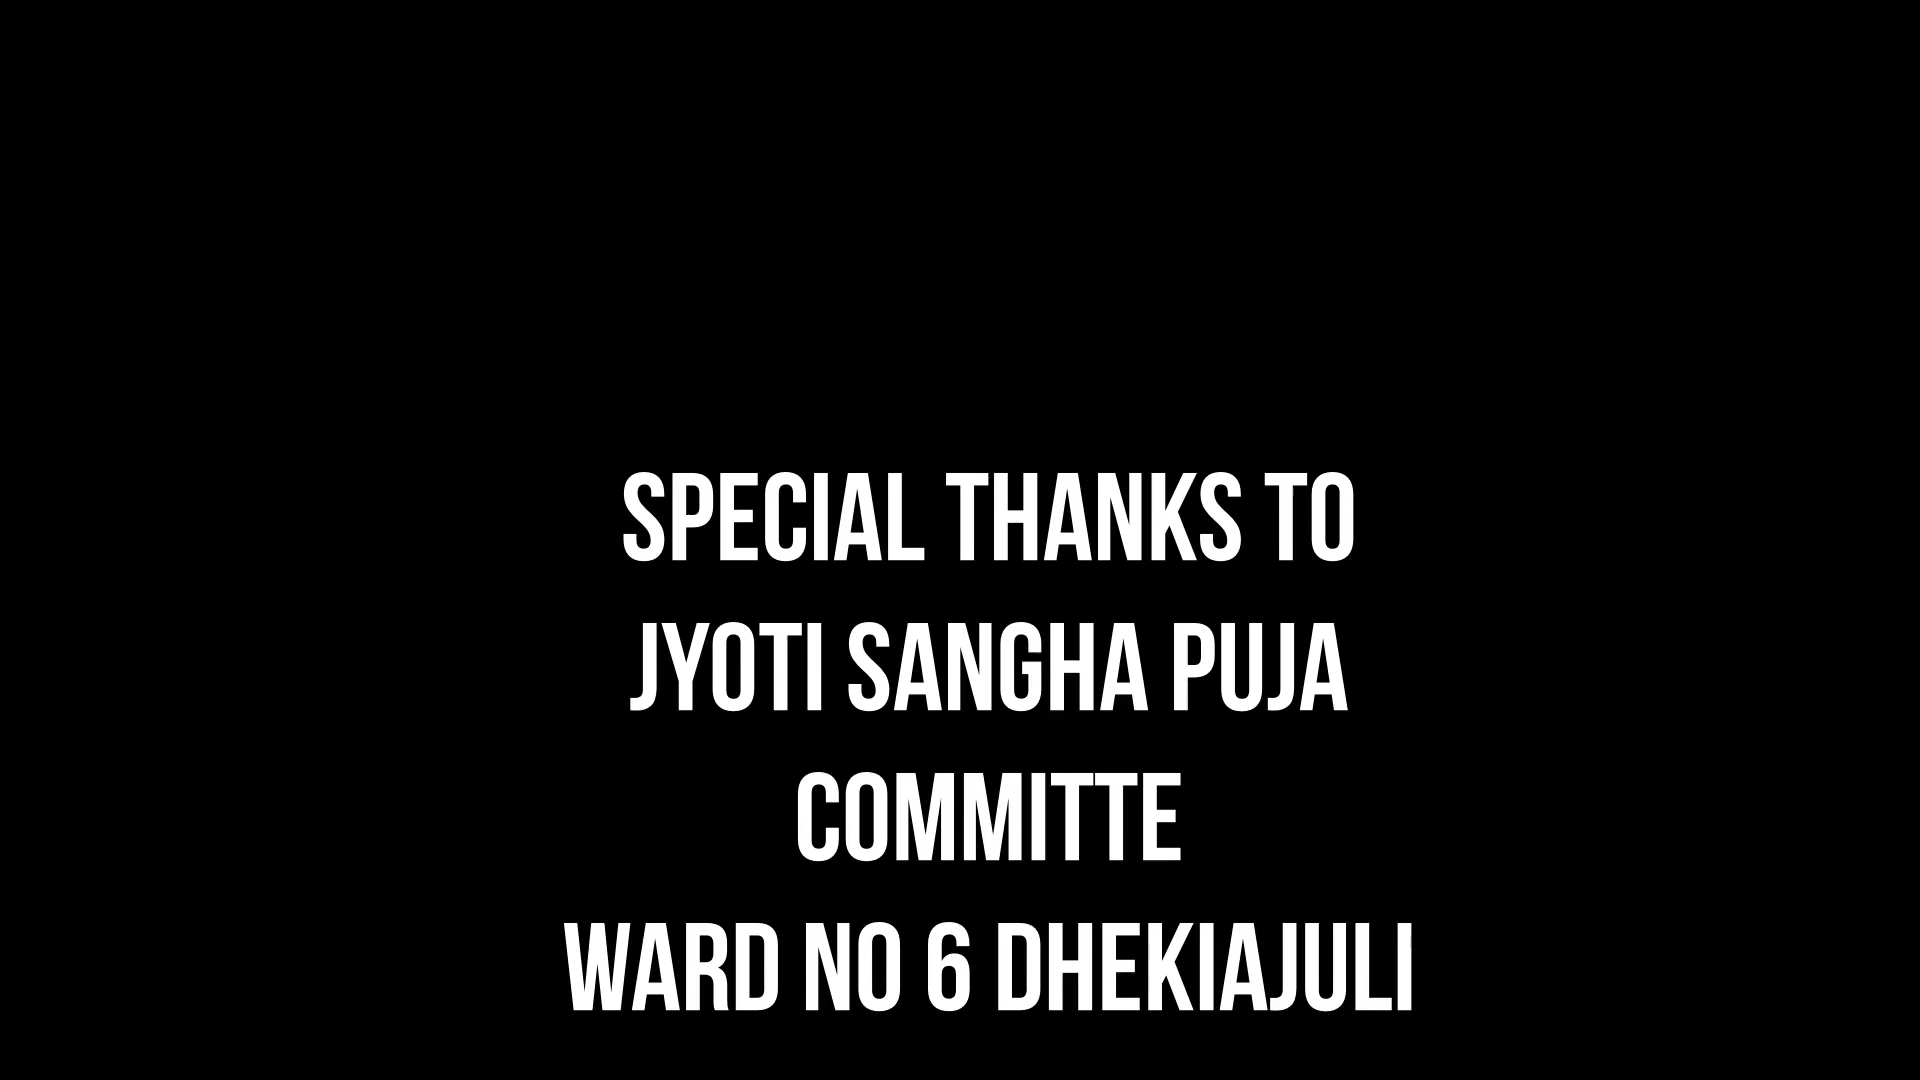 SPECIAL THANKS TO
JYOTI SANGHA PUJA
COMMITTE
WARD NO 6 DHEKIAJULI